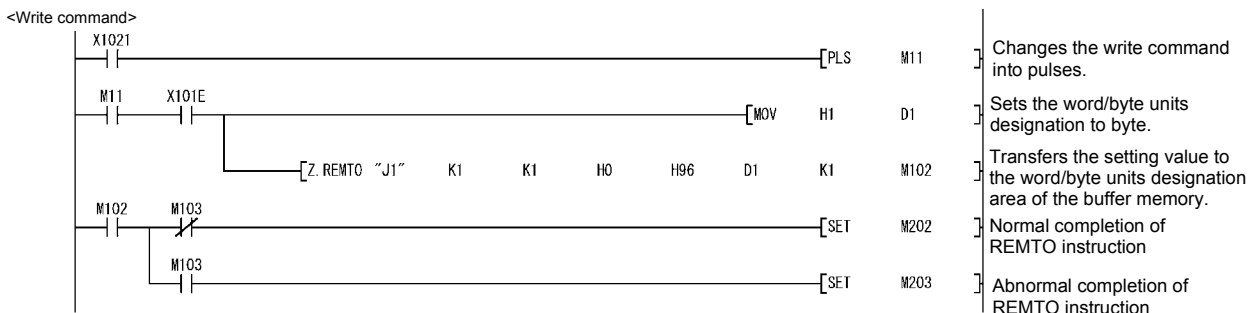 <Write command>
X1021
[PLS M11 ]
Changes the write command
into pulses.
M11 X101E
[MOV H1 D1 ]
Sets the word/byte units
designation to byte.
[Z.REMTO "J1" K1 K1 H0 H96 D1 K1 M102 ]
Transfers the setting value to
the word/byte units designation
area of the buffer memory.
M102 M103
[SET M202 ]
Normal completion of
REMTO instruction
M103
[SET M203 ]
Abnormal completion of
REMTO instruction